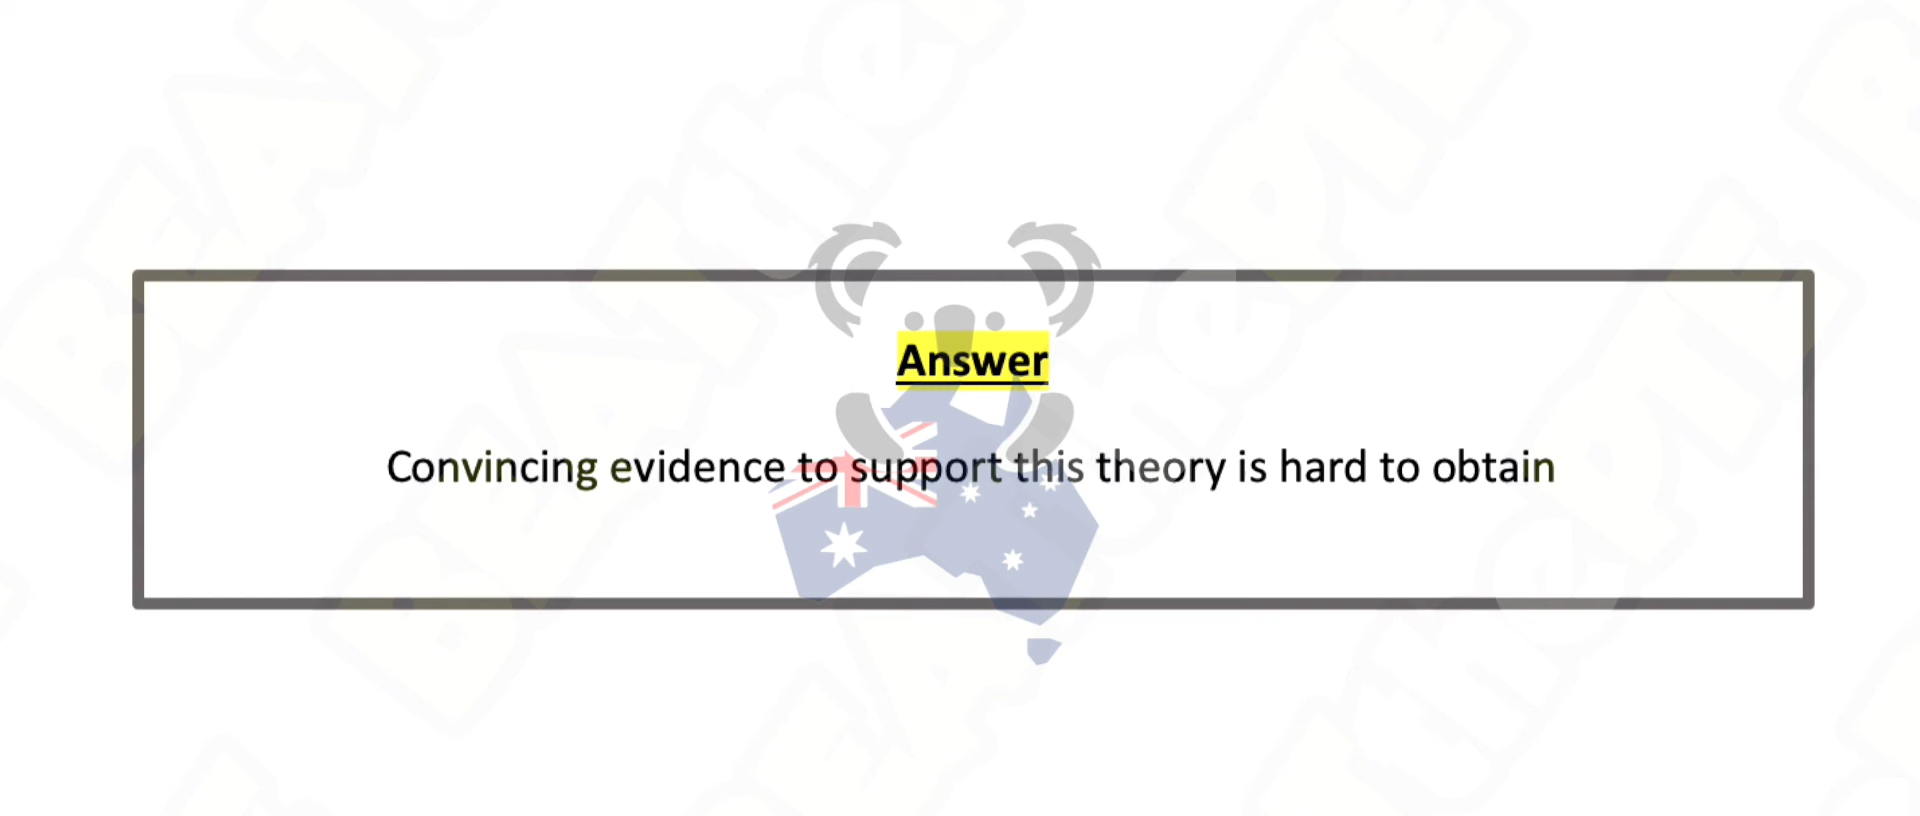 Answer
Convincing evidence to support this theory is hard to obtain